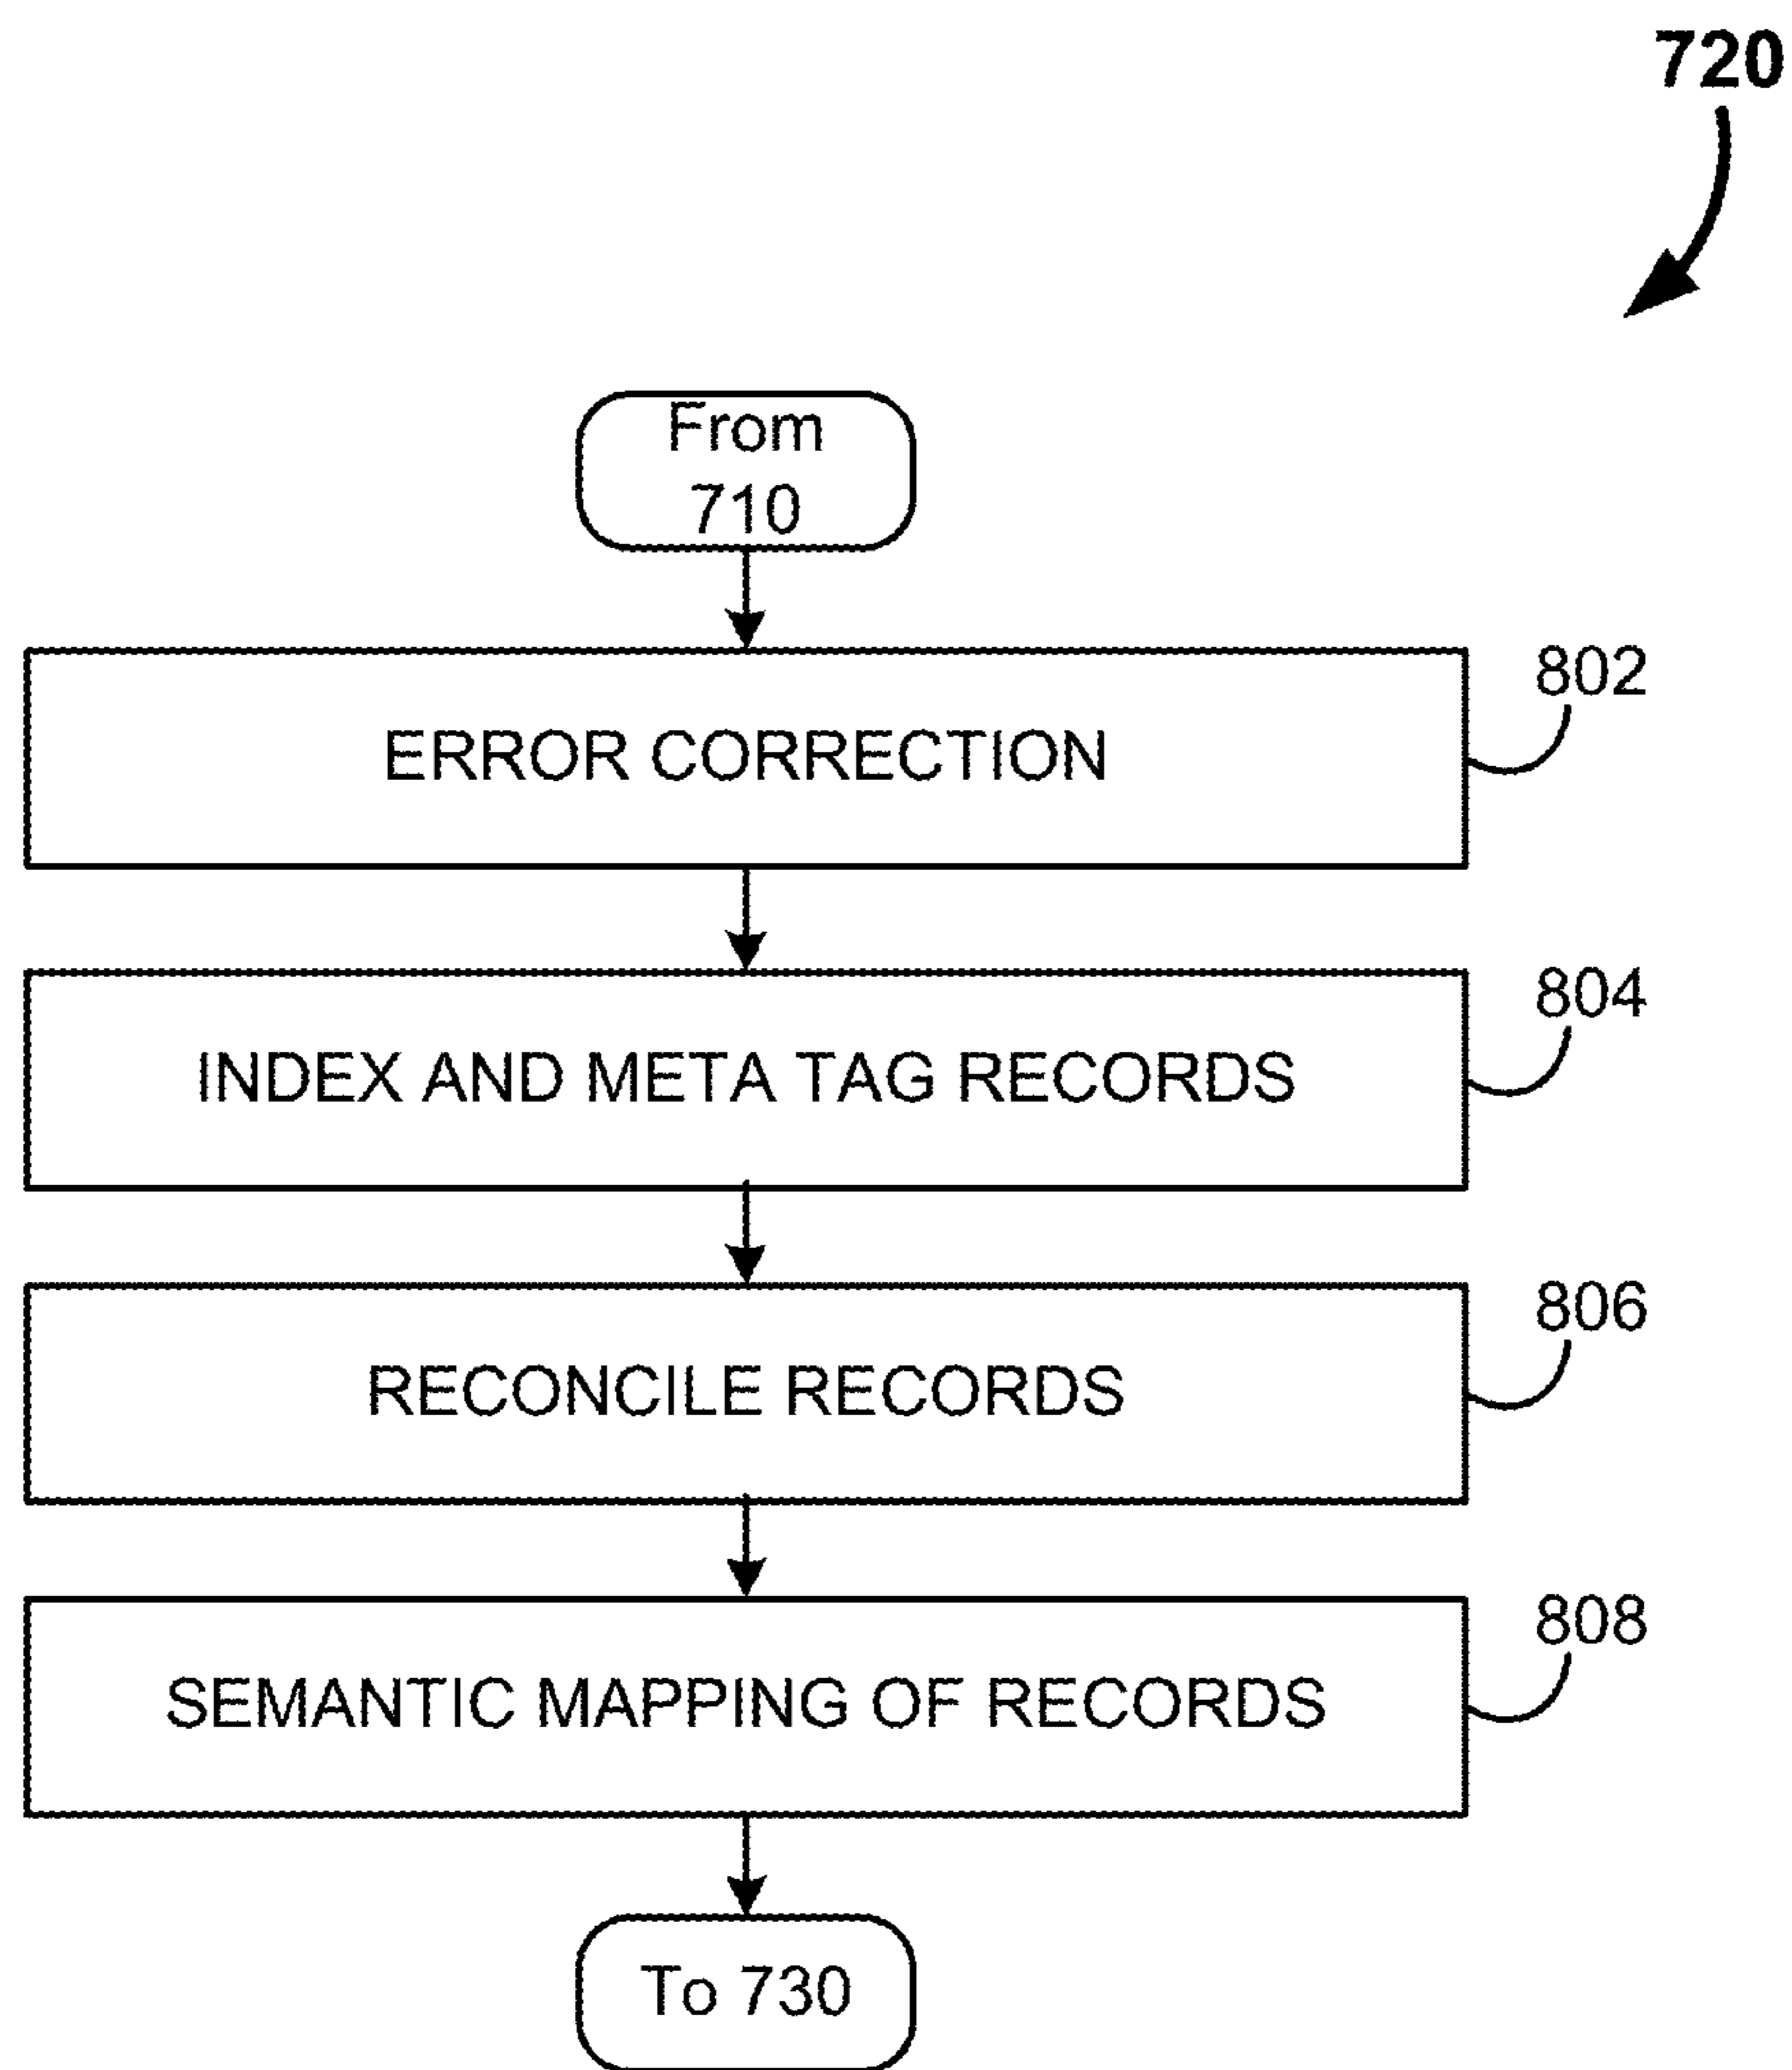 720
From
710
802
ERROR CORRECTION
804
INDEX AND META TAG RECORDS
806
RECONCILE RECORDS
808
SEMANTIC MAPPING OF RECORDS
To 730